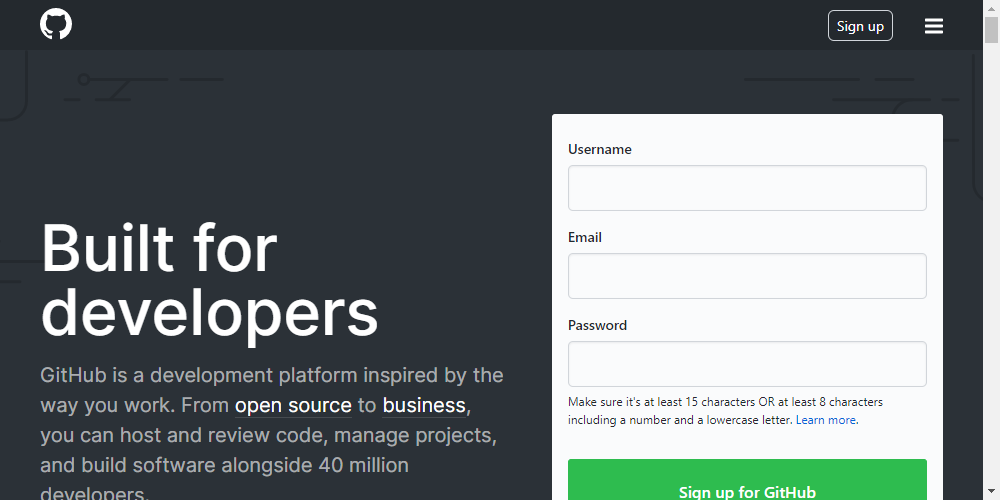 Sign up
Built for
developers
GitHub is a development platform inspired by the
way you work. From open source to business,
you can host and review code, manage projects,
and build software alongside 40 million
developers.
Username
Email
Password
Make sure it's at least 15 characters OR at least 8 characters
including a number and a lowercase letter. Learn more.
Sign up for GitHub